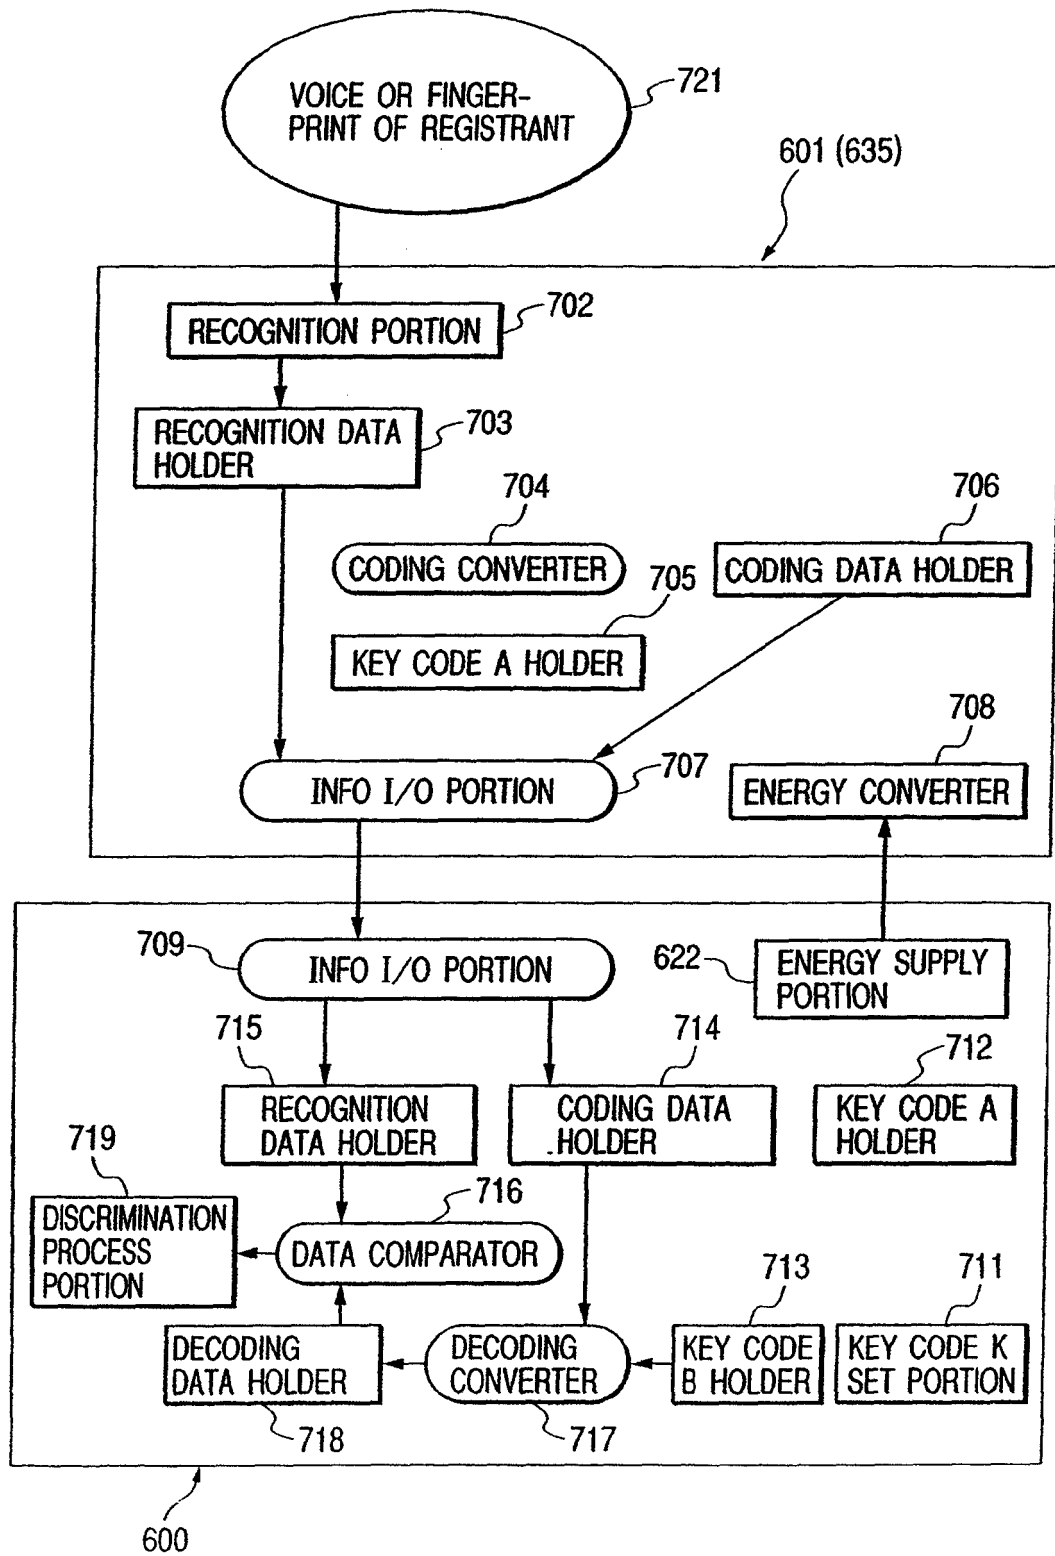 VOICE OR FINGER-
PRINT OF REGISTRANT
721
601 (635)
RECOGNITION PORTION
702
RECOGNITION DATA
HOLDER
703
704
CODING CONVERTER
706
CODING DATA HOLDER
705
KEY CODE A HOLDER
INFO I/O PORTION
707
708
ENERGY CONVERTER
709
INFO I/O PORTION
622
ENERGY SUPPLY
PORTION
715
RECOGNITION
DATA HOLDER
714
CODING DATA
HOLDER
712
KEY CODE A
HOLDER
719
DISCRIMINATION
PROCESS
PORTION
716
DATA COMPARATOR
DECODING
DATA HOLDER
718
DECODING
CONVERTER
717
713
KEY CODE
B HOLDER
711
KEY CODE K
SET PORTION
600